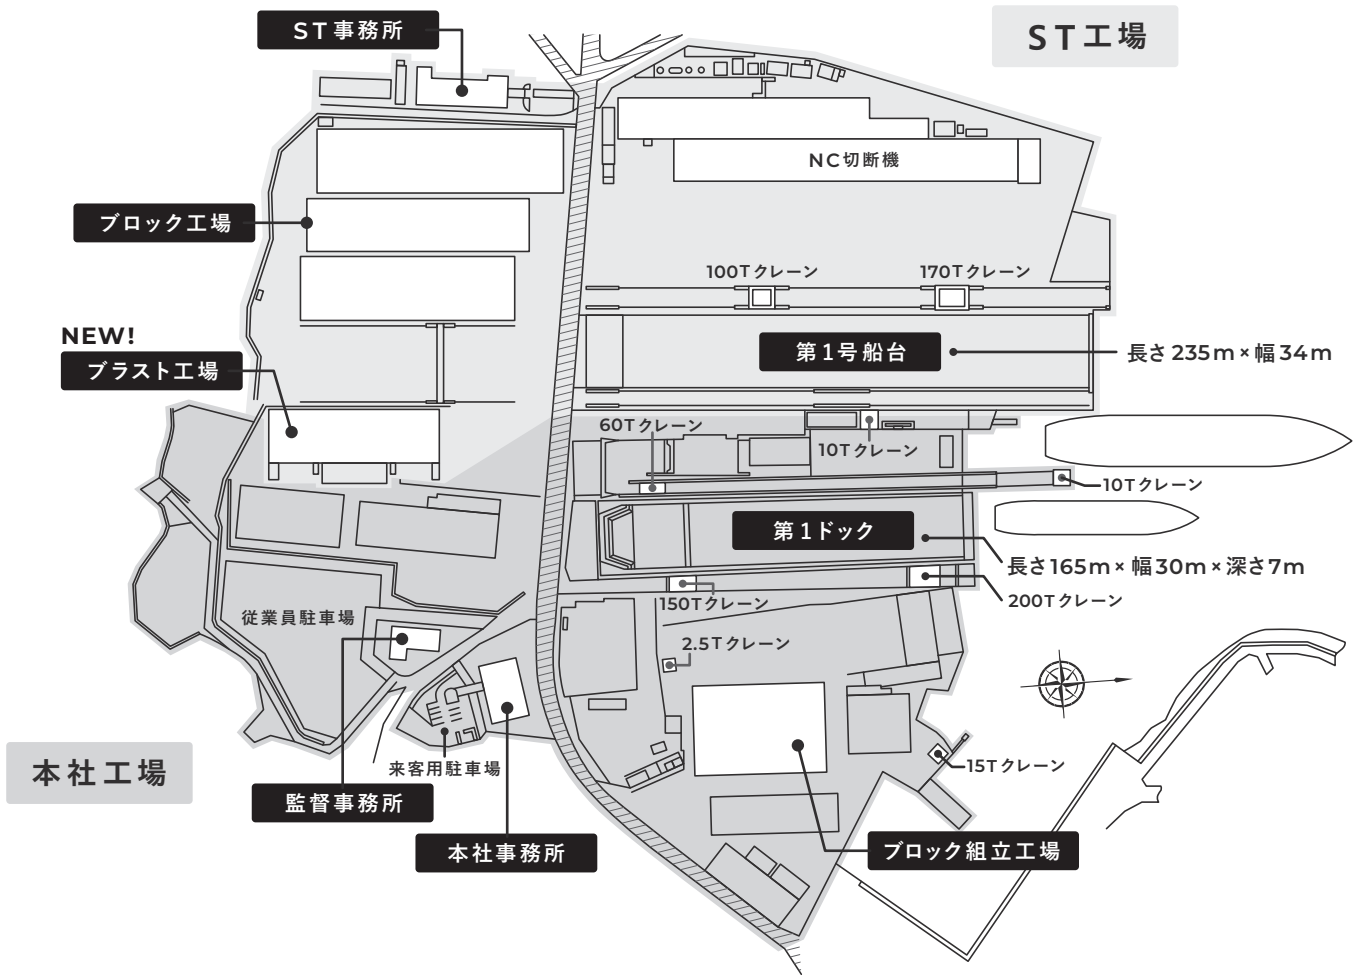 ST事務所
ST工場
NC切断機
ブロック工場
100Tクレーン
170Tクレーン
NEW!
ブラスト工場
第1号船台
長さ235m×幅34m
60Tクレーン
10Tクレーン
10Tクレーン
第1ドック
長さ165m×幅30m×深さ7m
150Tクレーン
200Tクレーン
従業員駐車場
2.5Tクレーン
本社工場
来客用駐車場
15Tクレーン
監督事務所
本社事務所
ブロック組立工場